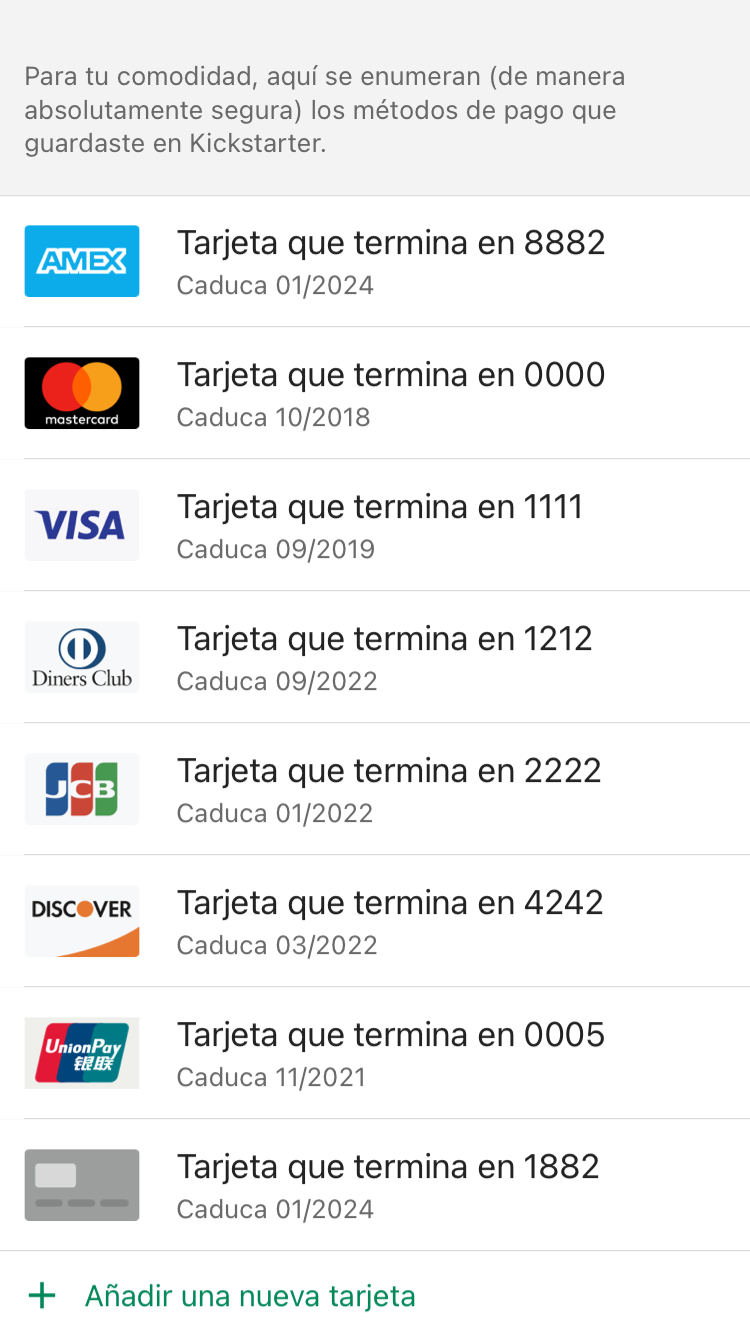 Para tu comodidad, aquí se enumeran (de manera
absolutamente segura) los métodos de pago que
guardaste en Kickstarter.
AMEX
Tarjeta que termina en 8882
Caduca 01/2024
mastercard
Tarjeta que termina en 0000
Caduca 10/2018
VISA
Tarjeta que termina en 1111
Caduca 09/2019
Diners Club
Tarjeta que termina en 1212
Caduca 09/2022
JCB
Tarjeta que termina en 2222
Caduca 01/2022
DISCOVER
Tarjeta que termina en 4242
Caduca 03/2022
UnionPay
银联
Tarjeta que termina en 0005
Caduca 11/2021
Tarjeta que termina en 1882
Caduca 01/2024
+ Añadir una nueva tarjeta